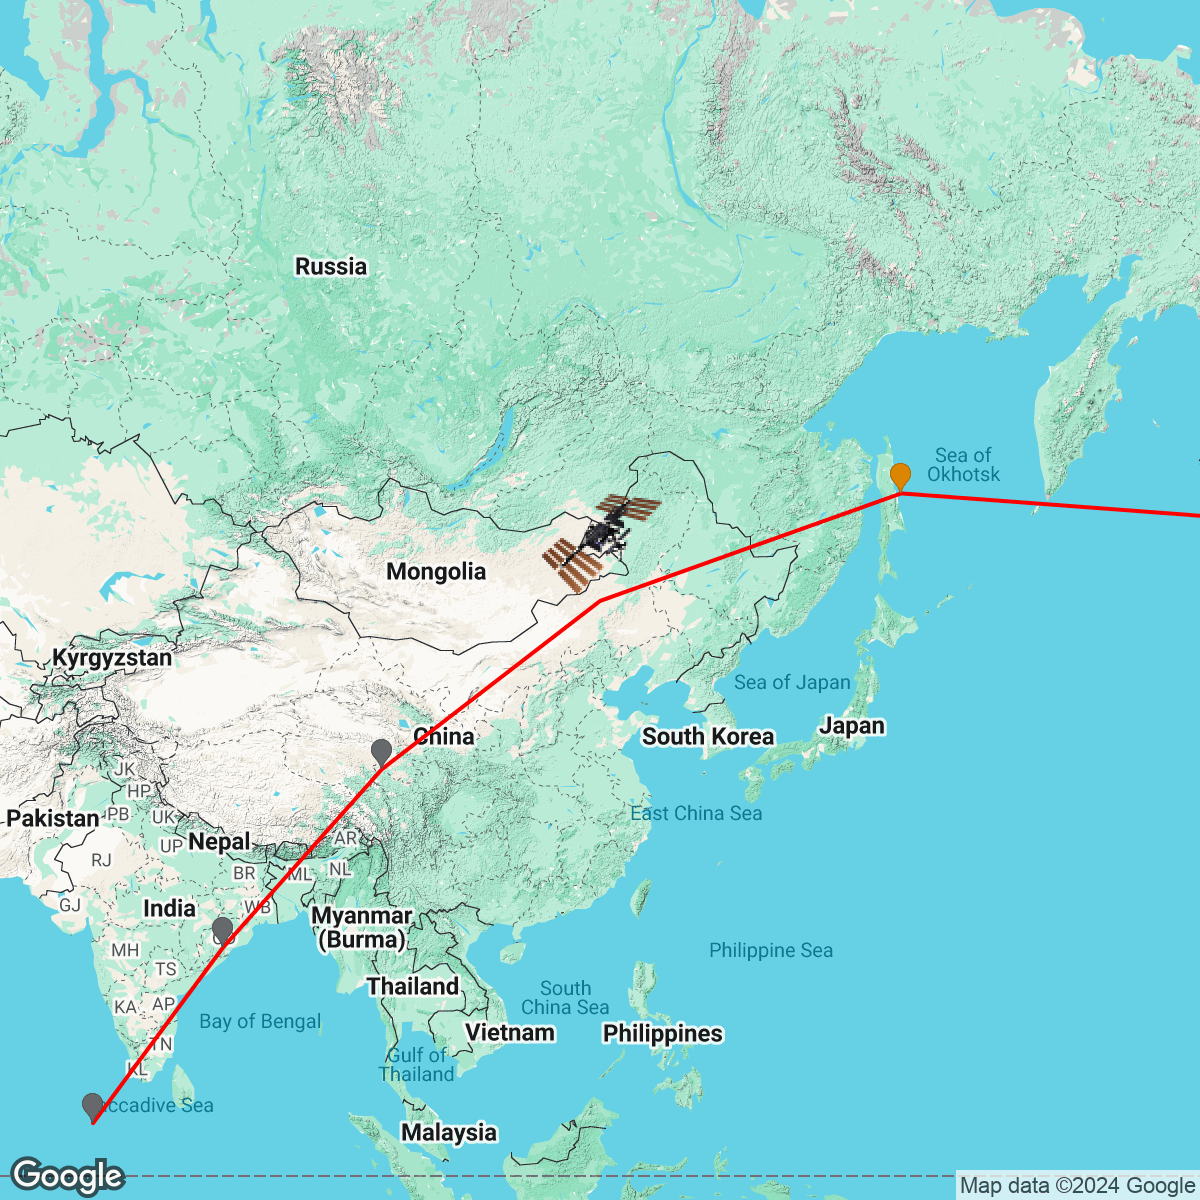 Russia
Sea of
Okhotsk
Mongolia
Kyrgyzstan
Sea of Japan
China
South Korea
Japan
JK
HP
PB
UK
Pakistan
East China Sea
UP
Nepal
AR
RJ
BR
ML
NL
GJ
India
WB
Myanmar
(Burma)
MH
Philippine Sea
TS
Thailand
South
China Sea
KA
AP
Bay of Bengal
Vietnam
Philippines
TN
Gulf of
Thailand
KL
accadive Sea
Malaysia
Google
Map data ©2024 Google